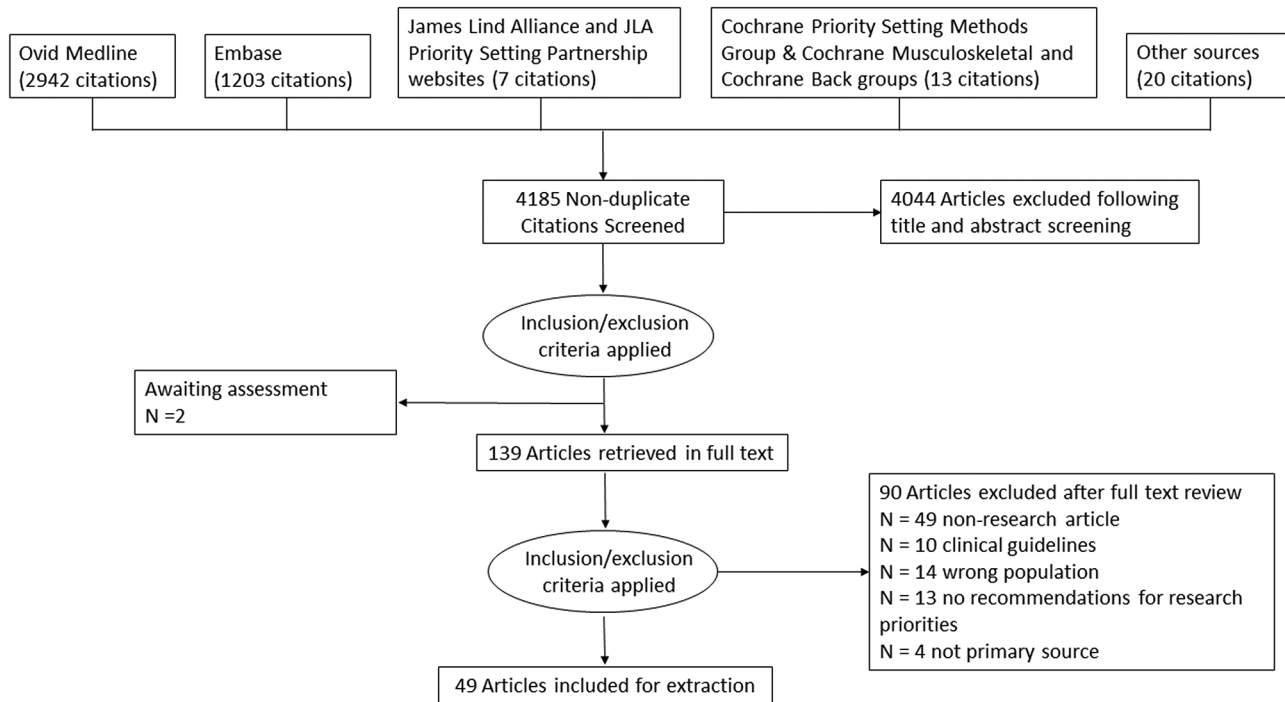 Ovid Medline
(2942 citations)
Embase
(1203 citations)
James Lind Alliance and JLA
Priority Setting Partnership
websites (7 citations)
Cochrane Priority Setting Methods
Group & Cochrane Musculoskeletal and
Cochrane Back groups (13 citations)
Other sources
(20 citations)
4185 Non-duplicate
Citations Screened
4044 Articles excluded following
title and abstract screening
Inclusion/exclusion
criteria applied
Awaiting assessment
N =2
139 Articles retrieved in full text
Inclusion/exclusion
criteria applied
90 Articles excluded after full text review
N = 49 non-research article
N = 10 clinical guidelines
N = 14 wrong population
N = 13 no recommendations for research
priorities
N = 4 not primary source
49 Articles included for extraction